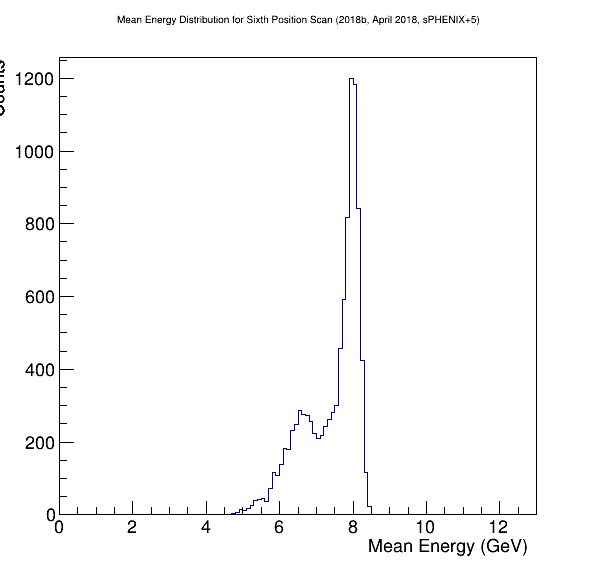 Mean Energy Distribution for Sixth Position Scan (2018b, April 2018, sPHENIX+5)
Counts
1200
1000
800
600
400
200
0
0 2 4 6 8 10 12
Mean Energy (GeV)